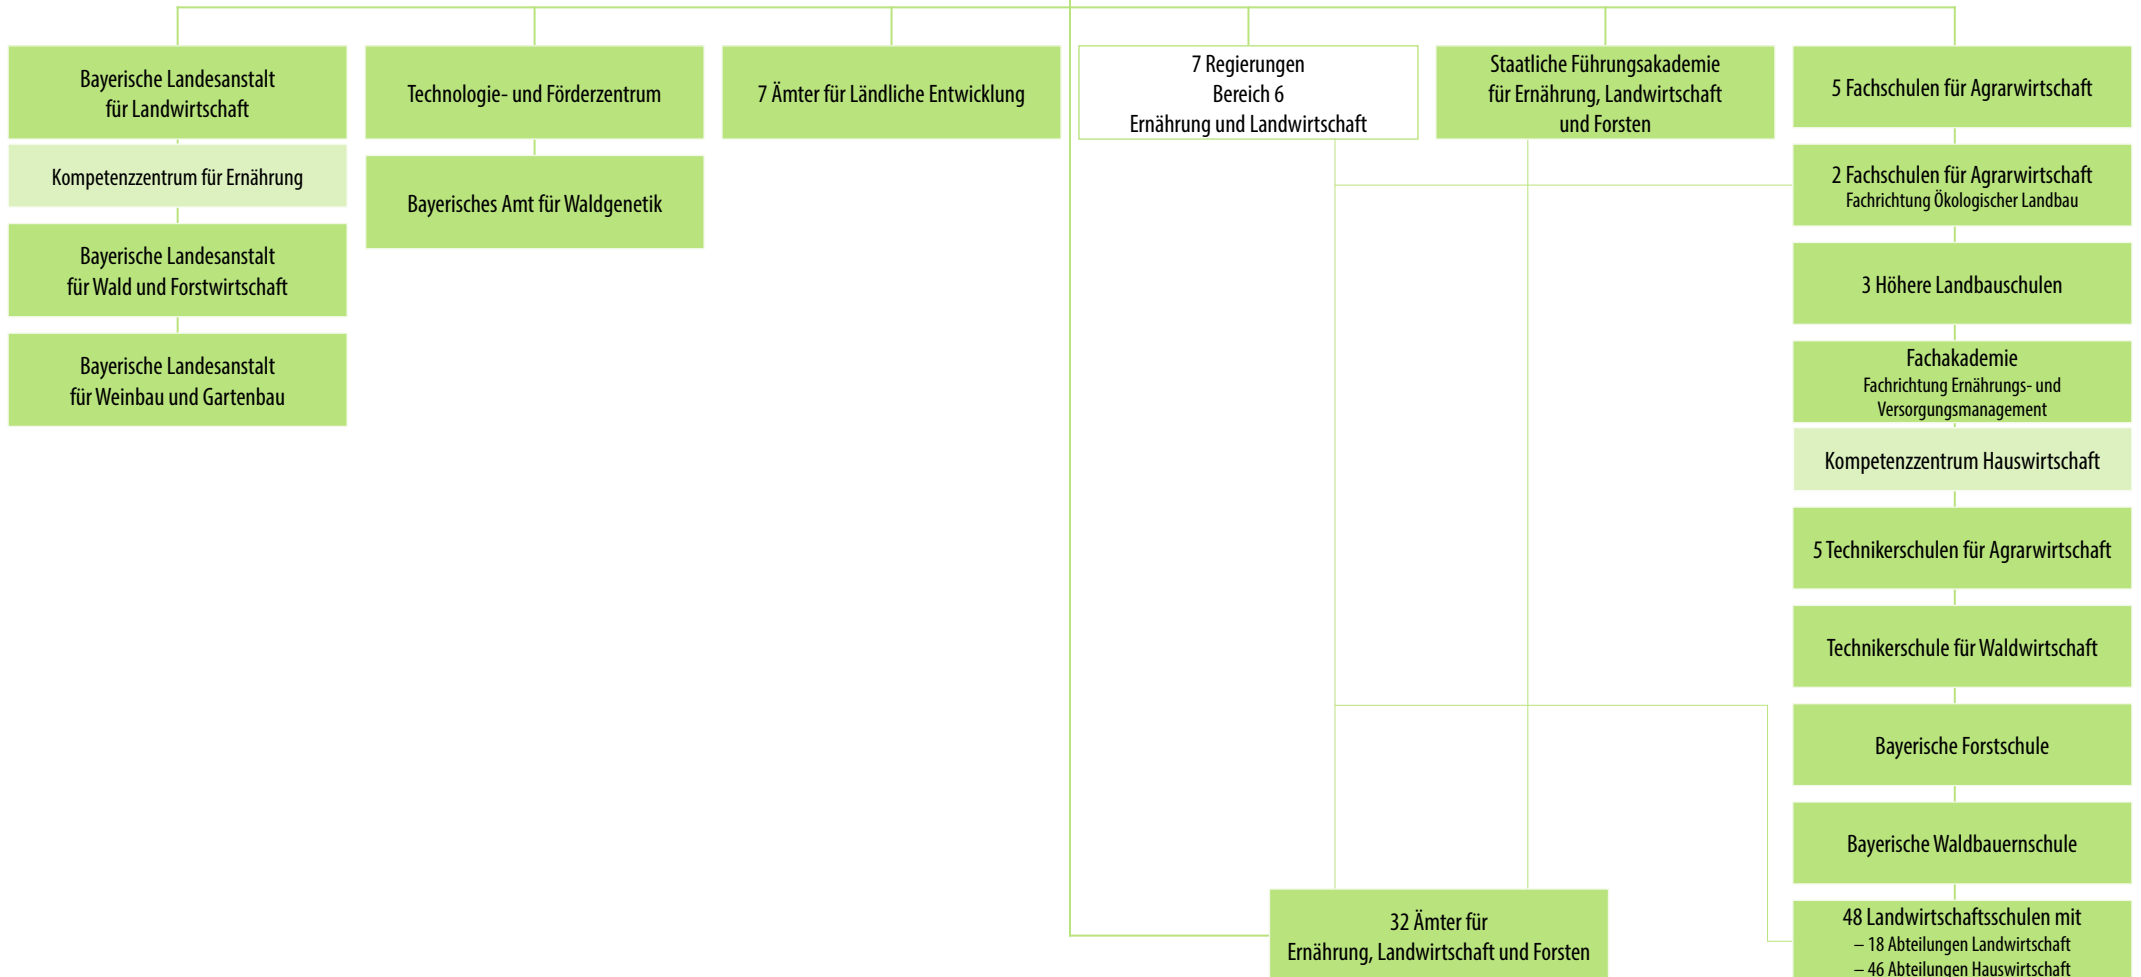 Bayerische Landesanstalt
für Landwirtschaft
Kompetenzzentrum für Ernährung
Bayerische Landesanstalt
für Wald und Forstwirtschaft
Bayerische Landesanstalt
für Weinbau und Gartenbau
Technologie- und Förderzentrum
Bayerisches Amt für Waldgenetik
7 Ämter für Ländliche Entwicklung
7 Regierungen
Bereich 6
Ernährung und Landwirtschaft
Staatliche Führungsakademie
für Ernährung, Landwirtschaft
und Forsten
32 Ämter für
Ernährung, Landwirtschaft und Forsten
5 Fachschulen für Agrarwirtschaft
2 Fachschulen für Agrarwirtschaft
Fachrichtung Ökologischer Landbau
3 Höhere Landbauschulen
Fachakademie
Fachrichtung Ernährungs- und
Versorgungsmanagement
Kompetenzzentrum Hauswirtschaft
5 Technikerschulen für Agrarwirtschaft
Technikerschule für Waldwirtschaft
Bayerische Forstschule
Bayerische Waldbauernschule
48 Landwirtschaftsschulen mit
– 18 Abteilungen Landwirtschaft
– 46 Abteilungen Hauswirtschaft